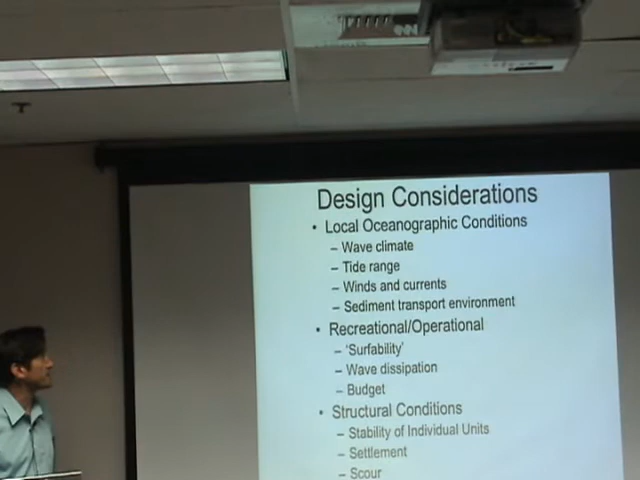 Design Considerations
• Local Oceanographic Conditions
– Wave climate
– Tide range
– Winds and currents
– Sediment transport environment
• Recreational/Operational
– 'Surfability'
– Wave dissipation
– Budget
• Structural Conditions
– Stability of Individual Units
– Settlement
– Scour